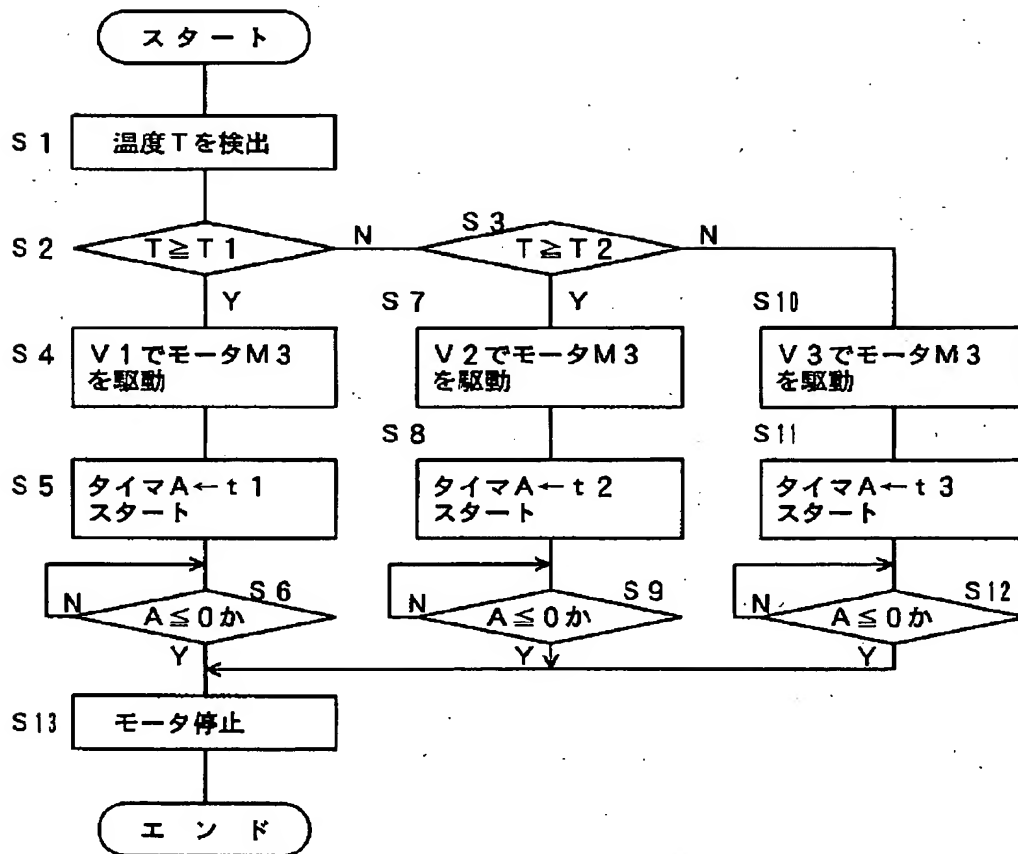 スタート
S1 温度Tを検出
S2 T≧T1 N S3 T≧T2 N
Y S7 Y S10
S4 V1でモータM3
を駆動
V2でモータM3
を駆動
V3でモータM3
を駆動
S8 S11
S5 タイマA←t1
スタート
タイマA←t2
スタート
タイマA←t3
スタート
N A≦0か S6
N A≦0か S9
N A≦0か S12
Y Y Y
S13 モータ停止
エンド